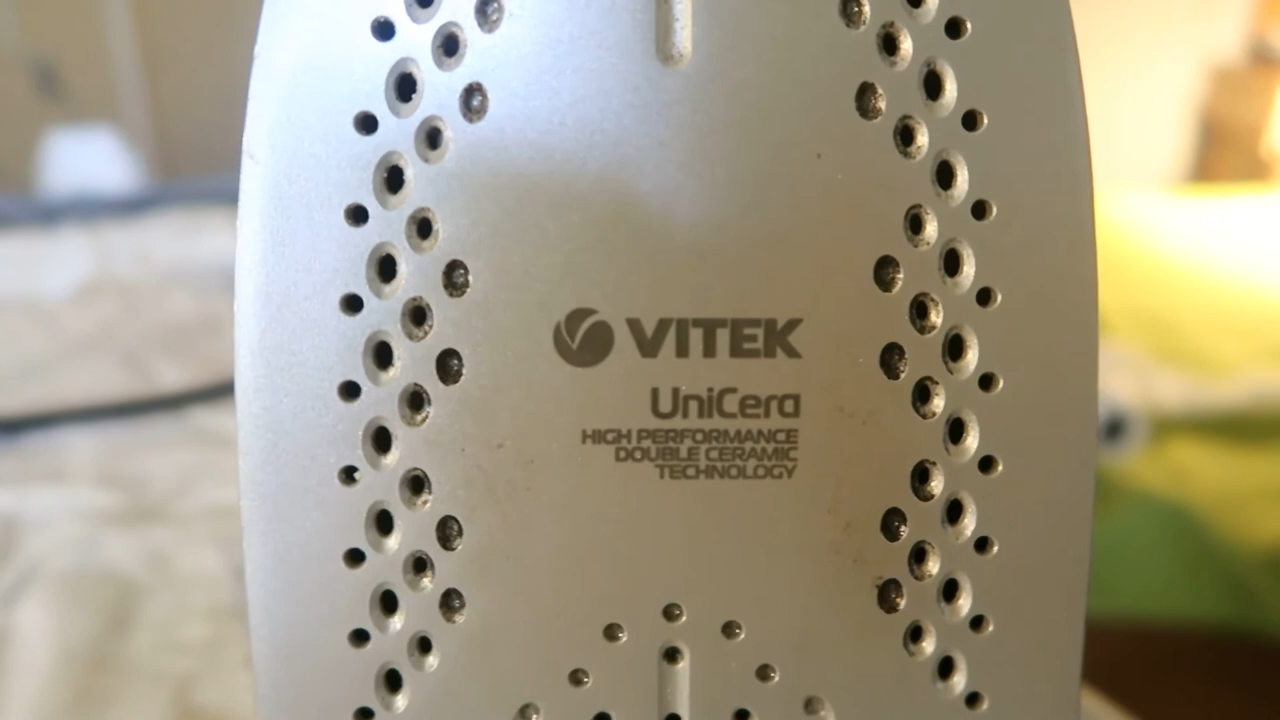 VITEK
UniCera
HIGH PERFORMANCE
DOUBLE CERAMIC
TECHNOLOGY